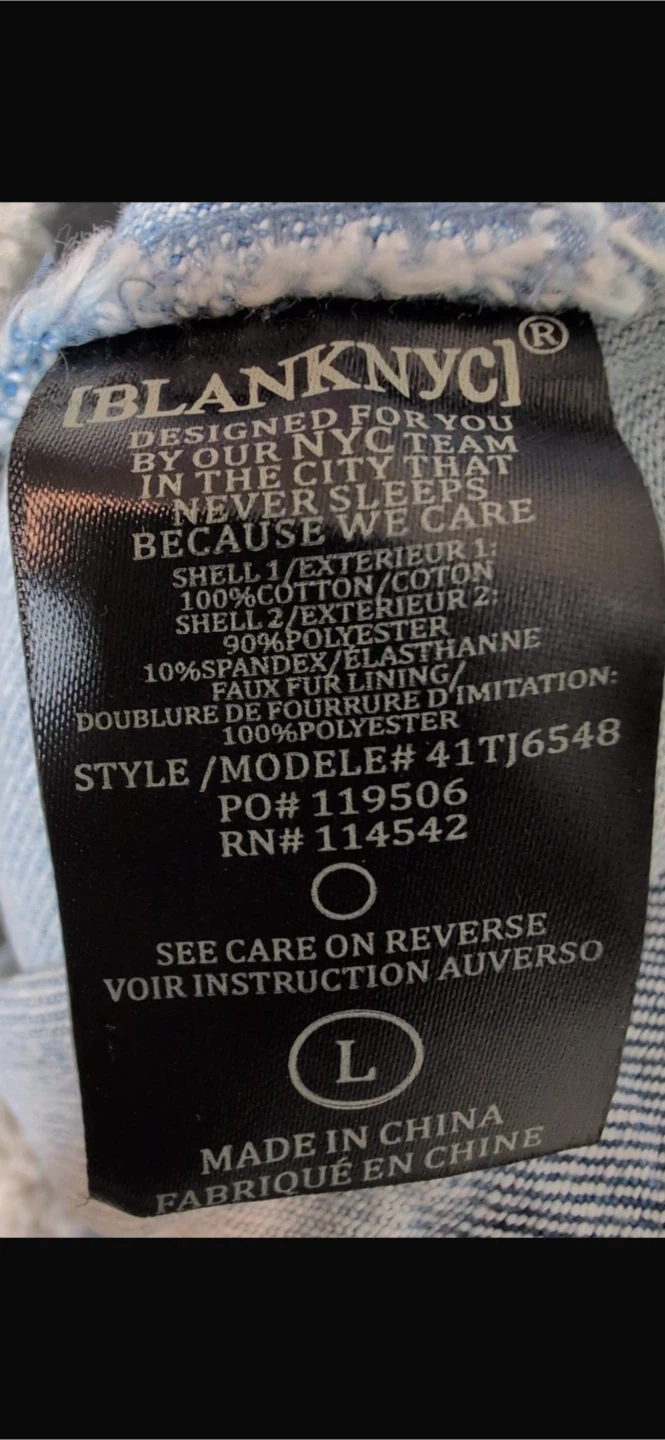 [BLANKNYC]®
DESIGNED FOR YOU
BY OUR NYC TEAM
IN THE CITY THAT
NEVER SLEEPS
BECAUSE WE CARE
SHELL 1/EXTERIEUR 1:
100%COTTON/COTON
SHELL 2/EXTERIEUR 2:
90%POLYESTER
10%SPANDEX/ÉLASTHANNE
FAUX FUR LINING/
DOUBLURE DE FOURRURE D'IMITATION:
100%POLYESTER
STYLE /MODELE# 41TJ6548
PO# 119506
RN# 114542
SEE CARE ON REVERSE
VOIR INSTRUCTION AUVERSO
L
MADE IN CHINA
FABRIQUÉ EN CHINE